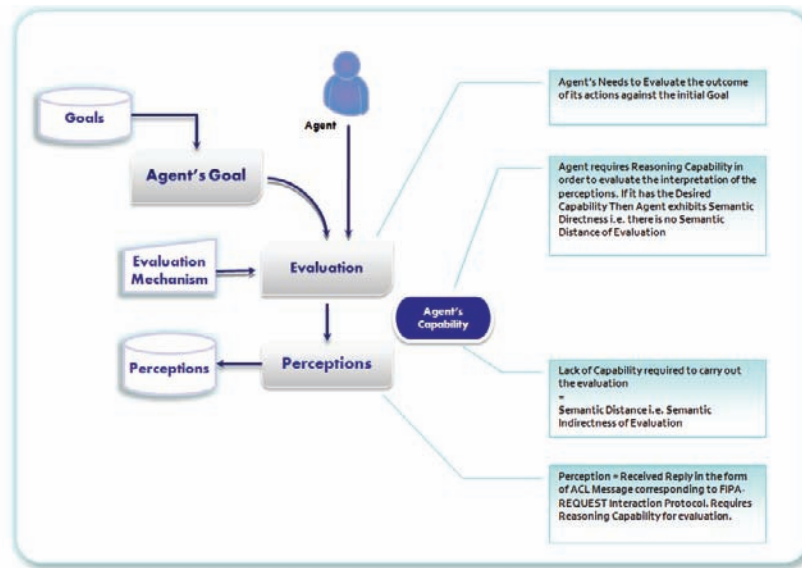 Goals
Agent
Agent's Goal
Evaluation
Mechanism
Evaluation
Agent's
Capability
Perceptions
Perceptions
Agent's Needs to Evaluate the outcome
of its actions against the initial Goal
Agent requires Reasoning Capability in
order to evaluate the interpretation of the
perceptions. If it has the Desired
Capability Then Agent exhibits Semantic
Directness i.e. there is no Semantic
Distance of Evaluation
Lack of Capability required to carry out
the evaluation
=
Semantic Distance i.e. Semantic
Indirectness of Evaluation
Perception = Received Reply in the form
of ACL Message corresponding to FIPA-
REQUEST Interaction Protocol. Requires
Reasoning Capability for evaluation.